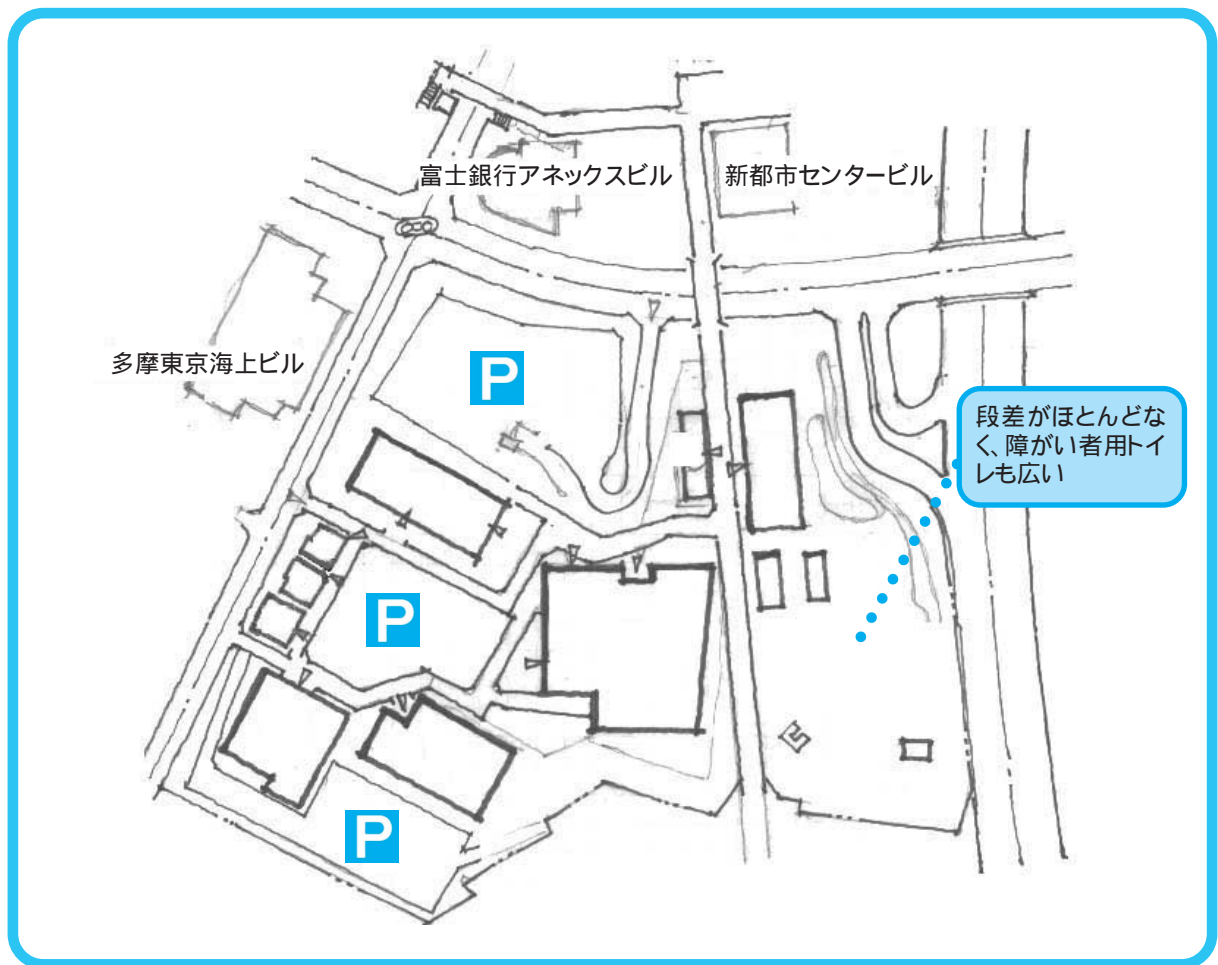 富士銀行アネックスビル
新都市センタービル
多摩東京海上ビル
P
段差がほとんどな
く、障がい者用トイ
レも広い
P
P